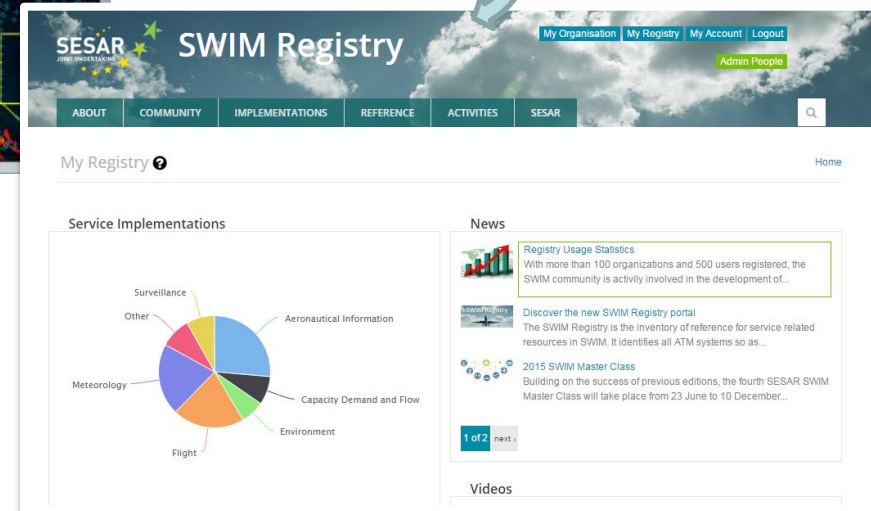 SESAR
JOINT UNDERTAKING
SWIM Registry
My Organisation My Registry My Account Logout
Admin People
ABOUT COMMUNITY IMPLEMENTATIONS REFERENCE ACTIVITIES SESAR
My Registry ?
Home
Service Implementations
Surveillance
Other
Aeronautical Information
Meteorology
Capacity Demand and Flow
Environment
Flight
News
Registry Usage Statistics
With more than 100 organizations and 500 users registered, the
SWIM community is activily involved in the development of...
SWIM Registry
Discover the new SWIM Registry portal
The SWIM Registry is the inventory of reference for service related
resources in SWIM. It identifies all ATM systems so as...
2015 SWIM Master Class
Building on the success of previous editions, the fourth SESAR SWIM
Master Class will take place from 23 June to 10 December...
1 of 2 next ›
Videos